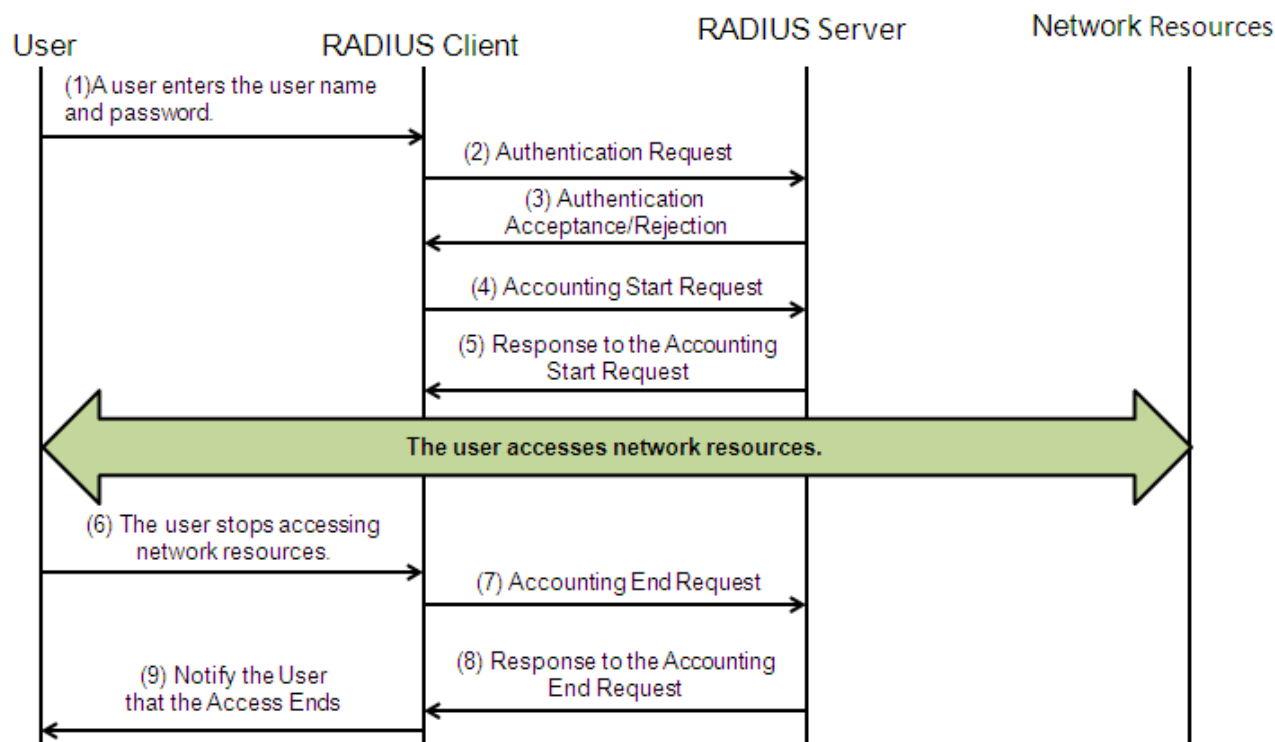 User
RADIUS Client
RADIUS Server
Network Resources
(1)A user enters the user name
and password.
(2) Authentication Request
(3) Authentication
Acceptance/Rejection
(4) Accounting Start Request
(5) Response to the Accounting
Start Request
The user accesses network resources.
(6) The user stops accessing
network resources.
(7) Accounting End Request
(8) Response to the Accounting
End Request
(9) Notify the User
that the Access Ends